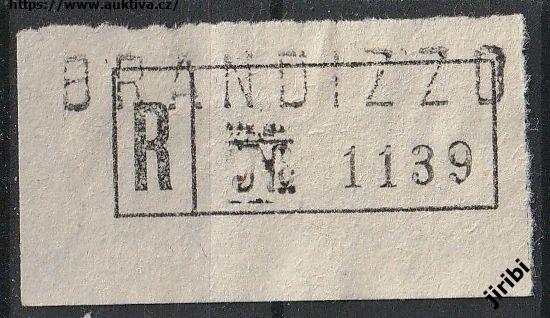 https://www.auktiva.cz/
BRANDIZZO
R № 1139
jiribi